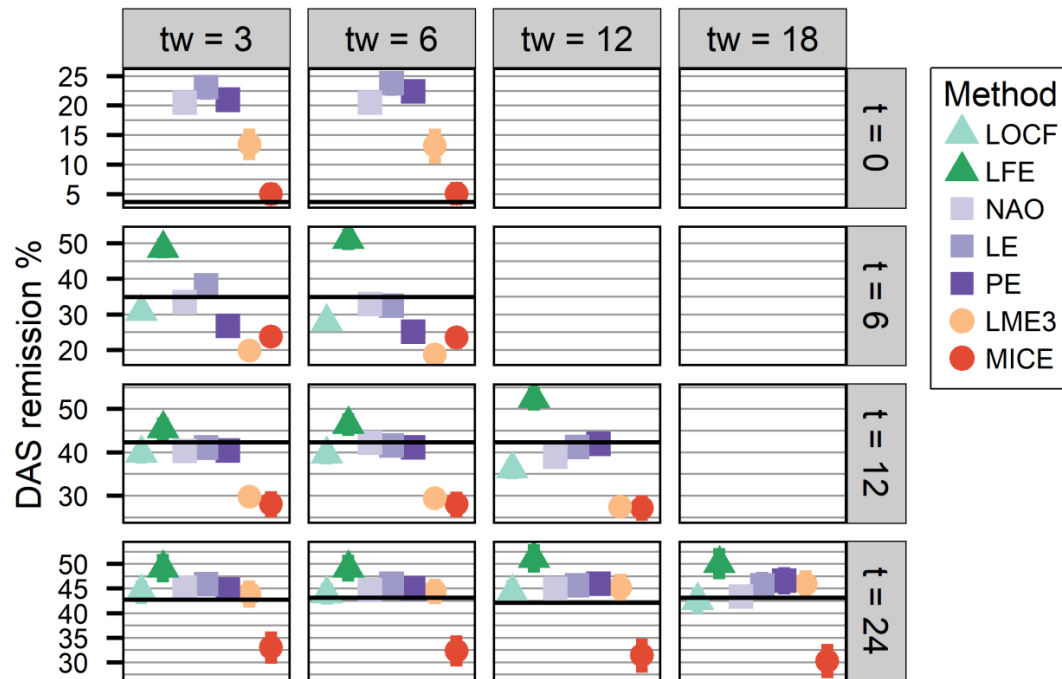 tw = 3
tw = 6
tw = 12
tw = 18
DAS remission %
25
20
15
10
5
t = 0
50
40
30
20
t = 6
50
40
30
t = 12
50
45
40
35
30
t = 24
Method
LOCF
LFE
NAO
LE
PE
LME3
MICE